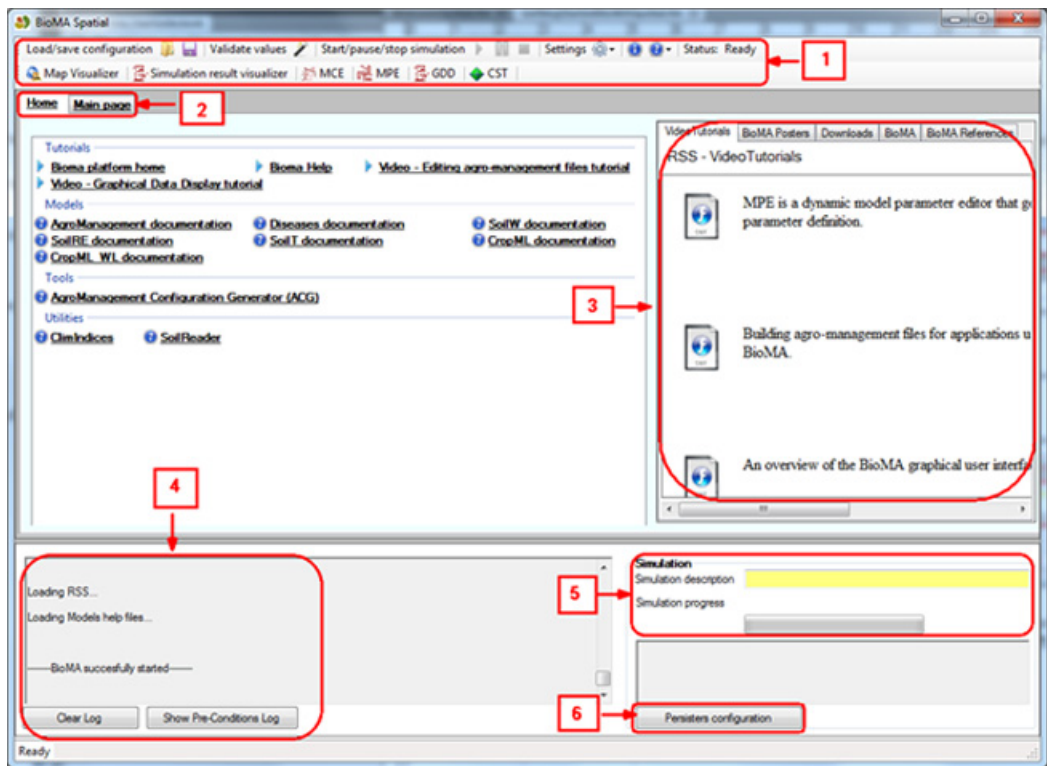 BioMA Spatial
Load/save configuration Validate values Start/pause/stop simulation Settings Status: Ready
Map Visualizer Simulation result visualizer MCE MPE GDD CST
1
Home Main page
2
Tutorials
Bioma platform home Bioma Help Video - Editing agro-management files tutorial
Video - Graphical Data Display tutorial
Models
AgroManagement documentation Diseases documentation SoilW documentation
SoilRE documentation SoilT documentation CropML documentation
CropML_WL documentation
Tools
AgroManagement Configuration Generator (ACG)
Utilities
ClimIndices SoilReader
VideoTutorials BioMA Posters Downloads BioMA BioMA References
RSS - VideoTutorials
MPE is a dynamic model parameter editor that ge
parameter definition.
3
Building agro-management files for applications u
BioMA.
An overview of the BioMA graphical user interfa
4
Loading RSS...
Loading Models help files...
-----BioMA succesfully started-----
Clear Log Show Pre-Conditions Log
Simulation
Simulation description
5
Simulation progress
6
Persisters configuration
Ready